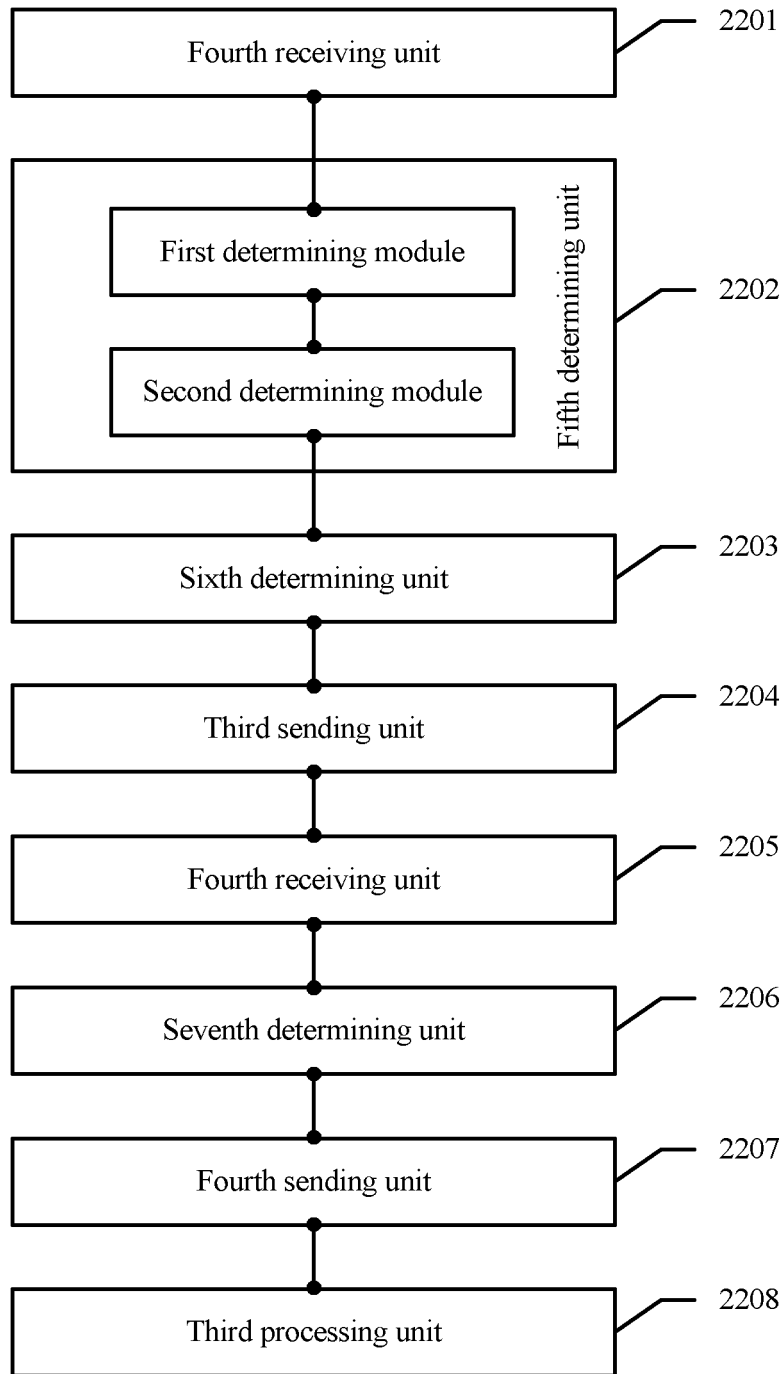 2201
Fourth receiving unit
First determining module
Second determining module
Fifth determining unit
2202
2203
Sixth determining unit
2204
Third sending unit
2205
Fourth receiving unit
2206
Seventh determining unit
2207
Fourth sending unit
2208
Third processing unit